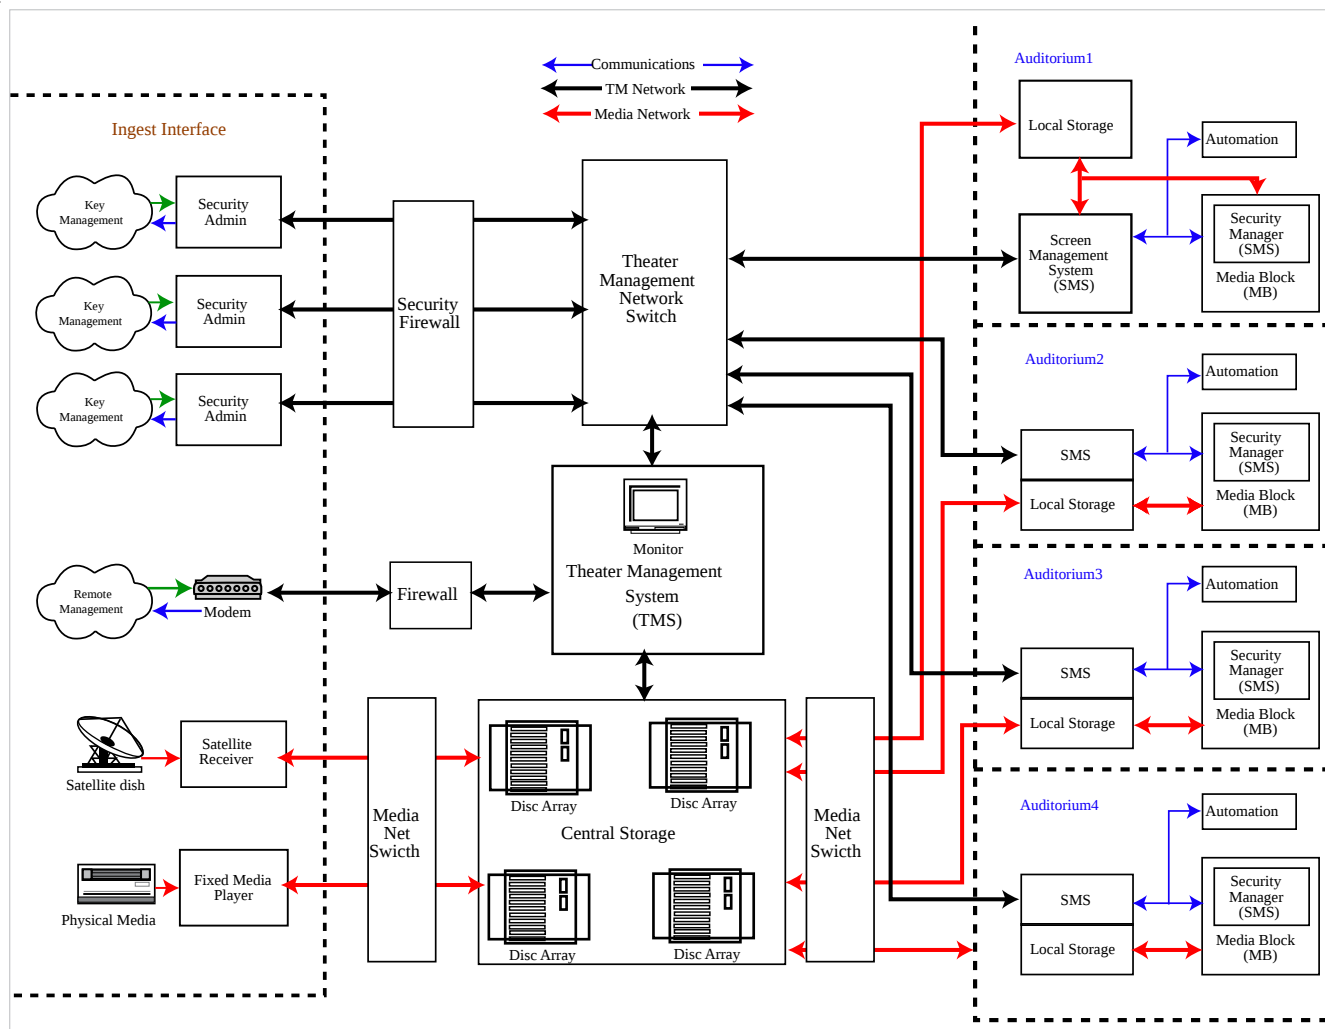 Communications
TM Network
Media Network
Ingest Interface
Key
Management
Security
Admin
Key
Management
Security
Admin
Key
Management
Security
Admin
Security
Firewall
Theater
Management
Network
Switch
Remote
Management
Modem
Firewall
Monitor
Theater Management
System
(TMS)
Satellite dish
Satellite
Receiver
Physical Media
Fixed Media
Player
Media
Net
Swicth
Disc Array
Disc Array
Central Storage
Disc Array
Disc Array
Media
Net
Swicth
Auditorium1
Local Storage
Automation
Screen
Management
System
(SMS)
Security
Manager
(SMS)
Media Block
(MB)
Auditorium2
Automation
SMS
Local Storage
Security
Manager
(SMS)
Media Block
(MB)
Auditorium3
Automation
SMS
Local Storage
Security
Manager
(SMS)
Media Block
(MB)
Auditorium4
Automation
SMS
Local Storage
Security
Manager
(SMS)
Media Block
(MB)